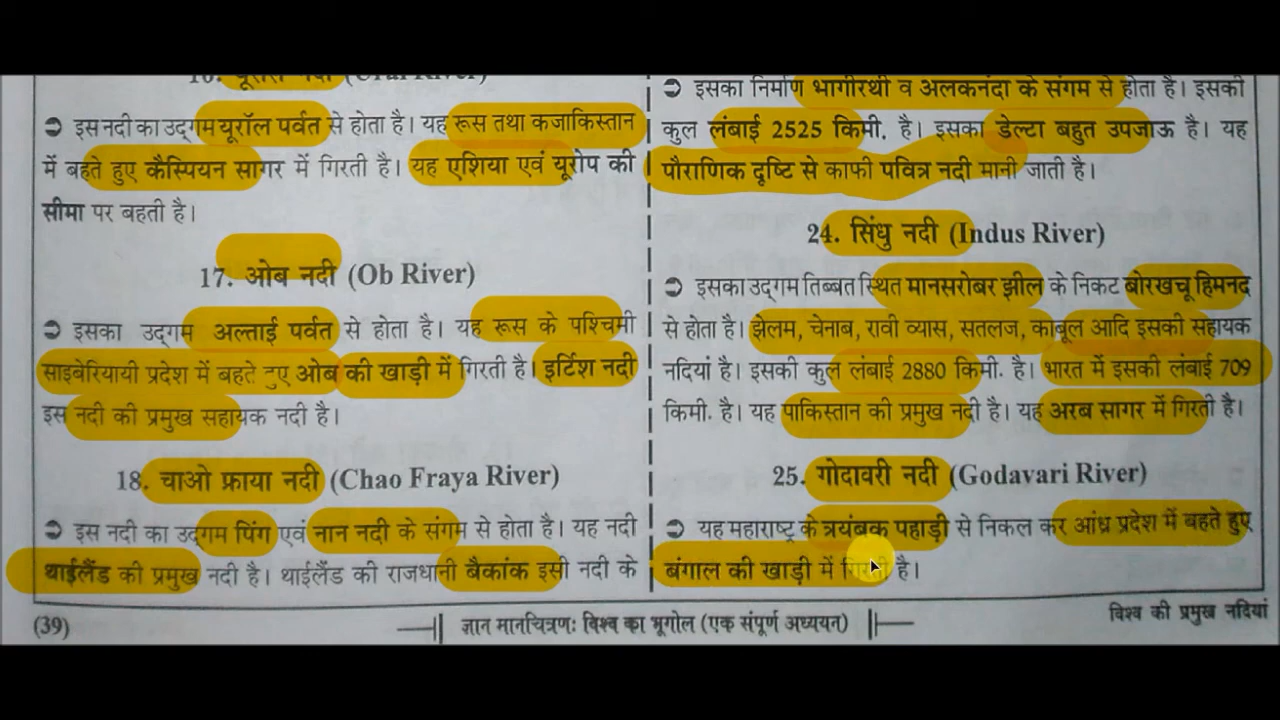 16. यूराल नदी (Ural River)
➲ इस नदी का उद्गम यूरॉल पर्वत से होता है। यह रूस तथा कजाकिस्तान
में बहते हुए कैस्पियन सागर में गिरती है। यह एशिया एवं यूरोप की
सीमा पर बहती है।
17. ओब नदी (Ob River)
➲ इसका उद्गम अल्ताई पर्वत से होता है। यह रूस के पश्चिमी
साइबेरियायी प्रदेश में बहते हुए ओब की खाड़ी में गिरती है। इर्टिश नदी
इस नदी की प्रमुख सहायक नदी है।
18. चाओ फ्राया नदी (Chao Fraya River)
➲ इस नदी का उद्गम पिंग एवं नान नदी के संगम से होता है। यह नदी
थाईलैंड की प्रमुख नदी है। थाईलैंड की राजधानी बैकांक इसी नदी के
➲ इसका निर्माण भागीरथी व अलकनंदा के संगम से होता है। इसकी
कुल लंबाई 2525 किमी. है। इसका डेल्टा बहुत उपजाऊ है। यह
पौराणिक दृष्टि से काफी पवित्र नदी मानी जाती है।
24. सिंधु नदी (Indus River)
➲ इसका उद्गम तिब्बत स्थित मानसरोबर झील के निकट बोरखचू हिमनद
से होता है। झेलम, चेनाब, रावी व्यास, सतलज, काबूल आदि इसकी सहायक
नदियां है। इसकी कुल लंबाई 2880 किमी. है। भारत में इसकी लंबाई 709
किमी. है। यह पाकिस्तान की प्रमुख नदी है। यह अरब सागर में गिरती है।
25. गोदावरी नदी (Godavari River)
➲ यह महाराष्ट्र के त्रयंबक पहाड़ी से निकल कर आंध्र प्रदेश में बहते हुए
बंगाल की खाड़ी में गिरती है।
(39)
ज्ञान मानचित्रणः विश्व का भूगोल (एक संपूर्ण अध्ययन)
विश्व की प्रमुख नदियां